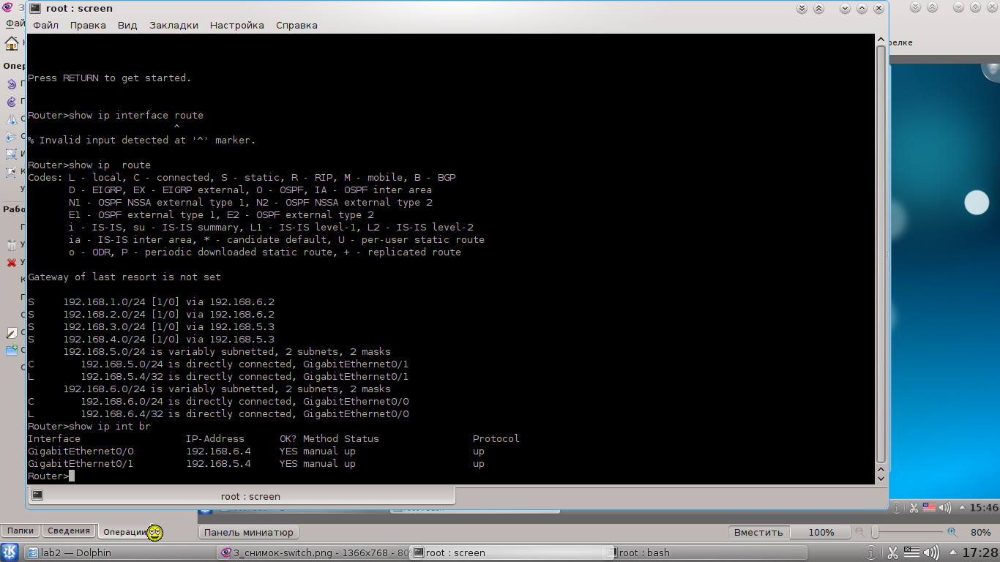 root : screen
Файл Правка Вид Закладки Настройка Справка
Press RETURN to get started.
Router>show ip interface route
^
% Invalid input detected at '^' marker.
Router>show ip  route
Codes: L - local, C - connected, S - static, R - RIP, M - mobile, B - BGP
D - EIGRP, EX - EIGRP external, O - OSPF, IA - OSPF inter area
N1 - OSPF NSSA external type 1, N2 - OSPF NSSA external type 2
E1 - OSPF external type 1, E2 - OSPF external type 2
i - IS-IS, su - IS-IS summary, L1 - IS-IS level-1, L2 - IS-IS level-2
ia - IS-IS inter area, * - candidate default, U - per-user static route
o - ODR, P - periodic downloaded static route, + - replicated route
Gateway of last resort is not set
S     192.168.1.0/24 [1/0] via 192.168.6.2
S     192.168.2.0/24 [1/0] via 192.168.6.2
S     192.168.3.0/24 [1/0] via 192.168.5.3
S     192.168.4.0/24 [1/0] via 192.168.5.3
192.168.5.0/24 is variably subnetted, 2 subnets, 2 masks
C        192.168.5.0/24 is directly connected, GigabitEthernet0/1
L        192.168.5.4/32 is directly connected, GigabitEthernet0/1
192.168.6.0/24 is variably subnetted, 2 subnets, 2 masks
C        192.168.6.0/24 is directly connected, GigabitEthernet0/0
L        192.168.6.4/32 is directly connected, GigabitEthernet0/0
Router>show ip int br
Interface                  IP-Address      OK? Method Status                Protocol
GigabitEthernet0/0         192.168.6.4     YES manual up                    up
GigabitEthernet0/1         192.168.5.4     YES manual up                    up
Router>
root : screen
15:46
Папки Сведения Операции
Панель миниатюр
Вместить 100% 80%
lab2 — Dolphin
3_снимок-switch.png - 1366x768 - 80
root : screen
root : bash
17:28